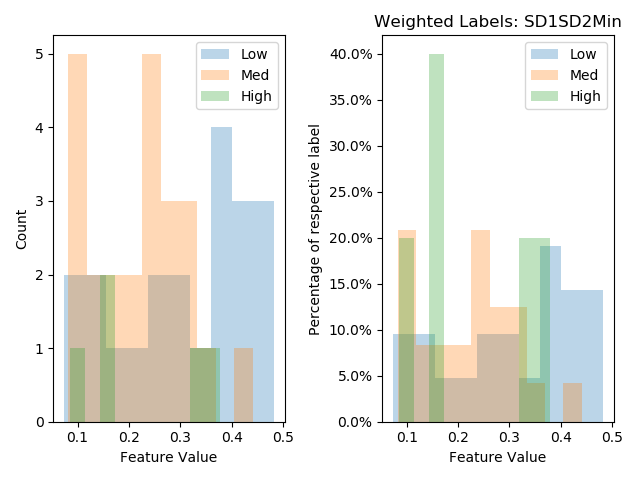 Weighted Labels: SD1SD2Min
5
4
3
2
1
0
Count
0.1 0.2 0.3 0.4 0.5
Feature Value
Low
Med
High
40.0%
35.0%
30.0%
25.0%
20.0%
15.0%
10.0%
5.0%
0.0%
Percentage of respective label
0.1 0.2 0.3 0.4 0.5
Feature Value
Low
Med
High